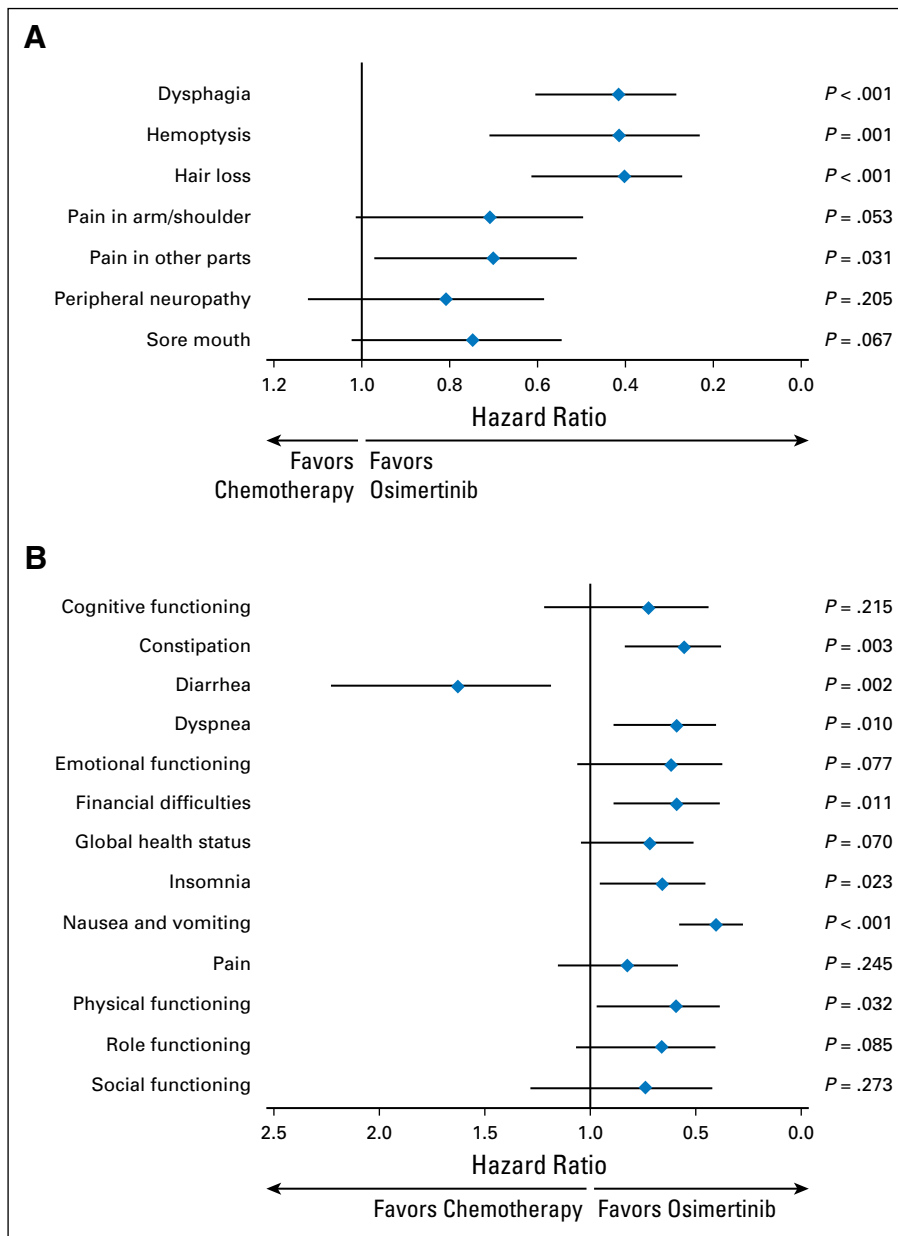 A
Dysphagia P < .001
Hemoptysis P = .001
Hair loss P < .001
Pain in arm/shoulder P = .053
Pain in other parts P = .031
Peripheral neuropathy P = .205
Sore mouth P = .067
1.2 1.0 0.8 0.6 0.4 0.2 0.0
Hazard Ratio
Favors Favors
Chemotherapy Osimertinib
B
Cognitive functioning P = .215
Constipation P = .003
Diarrhea P = .002
Dyspnea P = .010
Emotional functioning P = .077
Financial difficulties P = .011
Global health status P = .070
Insomnia P = .023
Nausea and vomiting P < .001
Pain P = .245
Physical functioning P = .032
Role functioning P = .085
Social functioning P = .273
2.5 2.0 1.5 1.0 0.5 0.0
Hazard Ratio
Favors Chemotherapy Favors Osimertinib